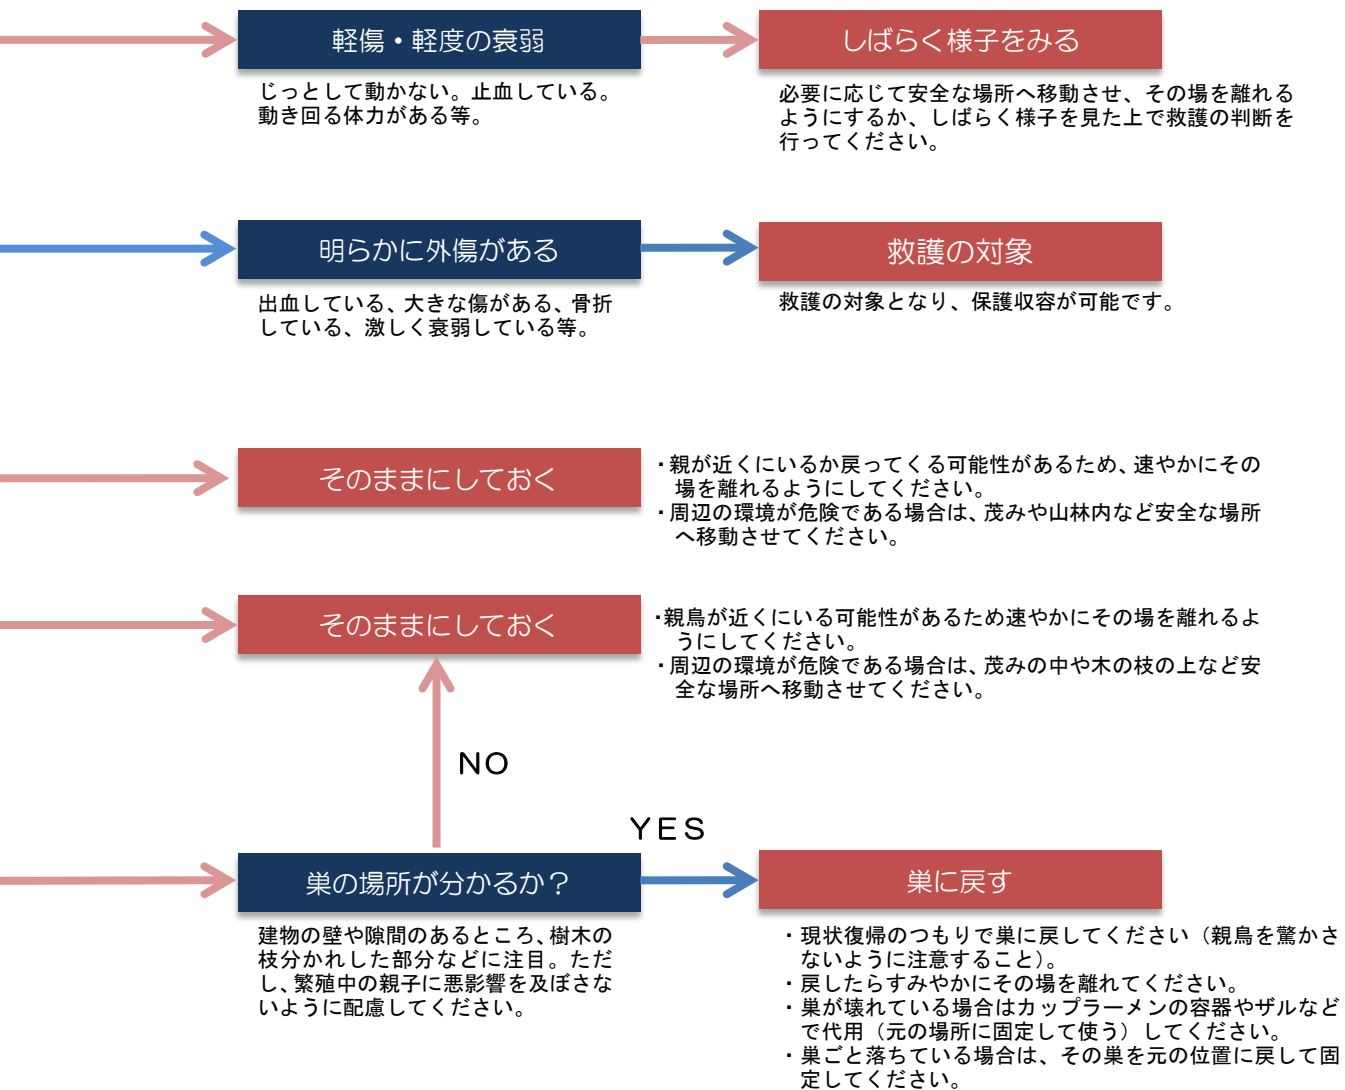 軽傷・軽度の衰弱
しばらく様子をみる
じっとして動かない。止血している。
動き回る体力がある等。
必要に応じて安全な場所へ移動させ、その場を離れる
ようにするか、しばらく様子を見た上で救護の判断を
行ってください。
明らかに外傷がある
救護の対象
出血している、大きな傷がある、骨折
している、激しく衰弱している等。
救護の対象となり、保護収容が可能です。
そのままにしておく
・親が近くにいるか戻ってくる可能性があるため、速やかにその
場を離れるようにしてください。
・周辺の環境が危険である場合は、茂みや山林内など安全な場所
へ移動させてください。
そのままにしておく
・親鳥が近くにいる可能性があるため速やかにその場を離れるよ
うにしてください。
・周辺の環境が危険である場合は、茂みの中や木の枝の上など安
全な場所へ移動させてください。
NO
YES
巣の場所が分かるか？
巣に戻す
建物の壁や隙間のあるところ、樹木の
枝分かれした部分などに注目。ただ
し、繁殖中の親子に悪影響を及ぼさな
いように配慮してください。
・現状復帰のつもりで巣に戻してください（親鳥を驚かさ
ないように注意すること）。
・戻したらすみやかにその場を離れてください。
・巣が壊れている場合はカップラーメンの容器やザルなど
で代用（元の場所に固定して使う）してください。
・巣ごと落ちている場合は、その巣を元の位置に戻して固
定してください。